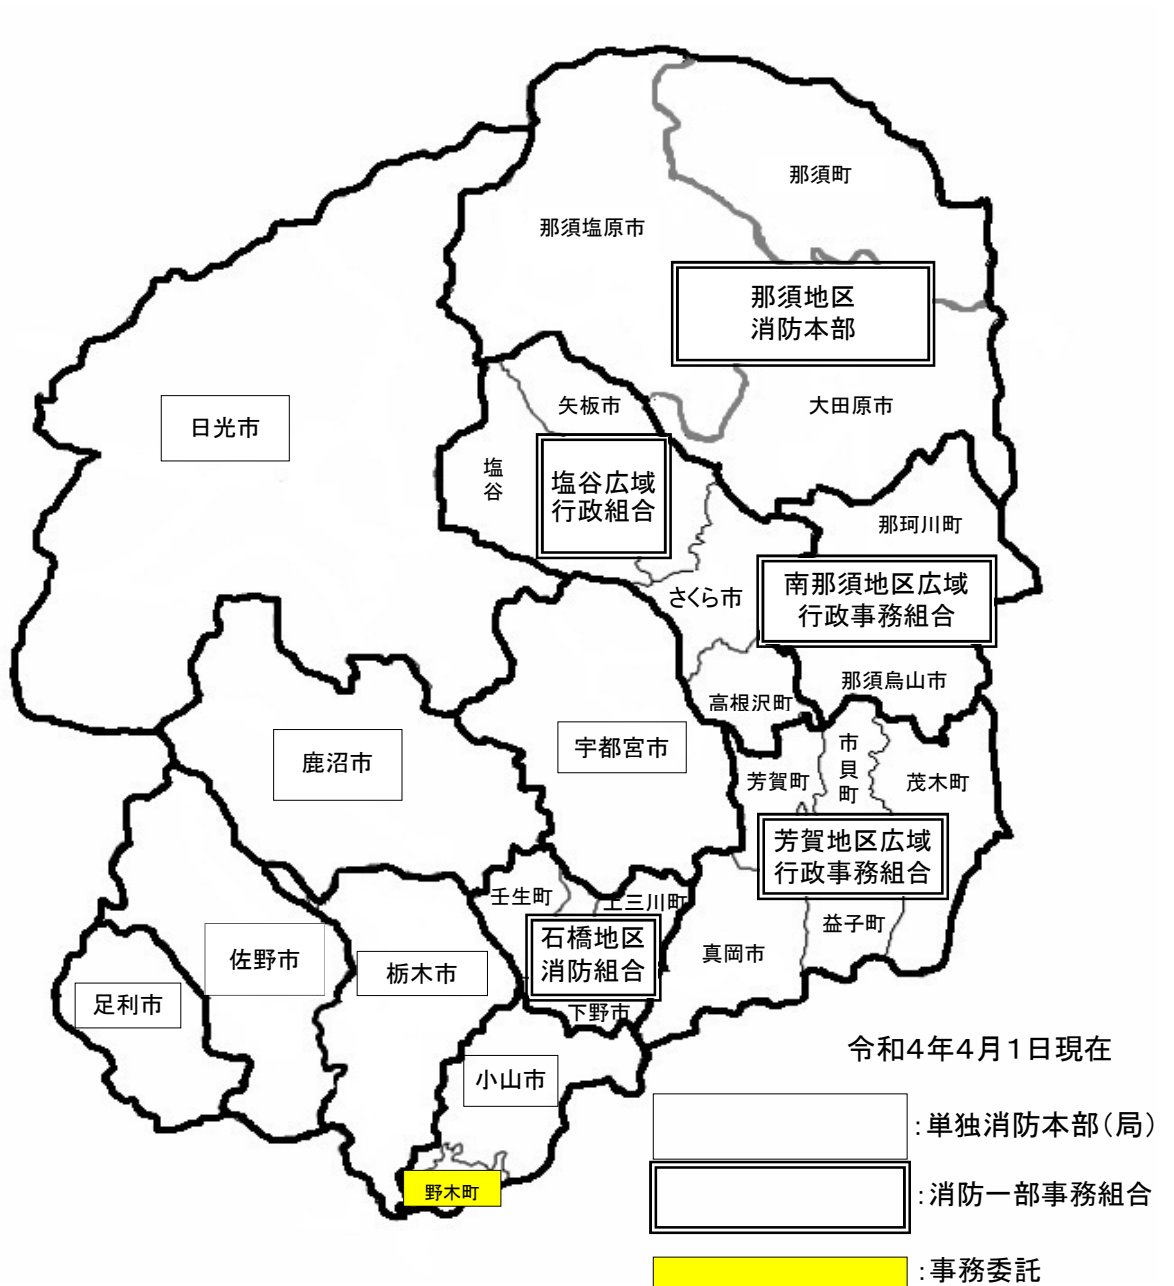 那須町
那須塩原市
那須地区
消防本部
大田原市
矢板市
日光市
塩谷
塩谷広域
行政組合
那珂川町
南那須地区広域
行政事務組合
さくら市
那須烏山市
高根沢町
宇都宮市
鹿沼市
市貝町
芳賀町
茂木町
芳賀地区広域
行政事務組合
壬生町
上三川町
益子町
石橋地区
消防組合
真岡市
佐野市
栃木市
足利市
下野市
令和4年4月1日現在
小山市
:単独消防本部(局)
野木町
:消防一部事務組合
:事務委託